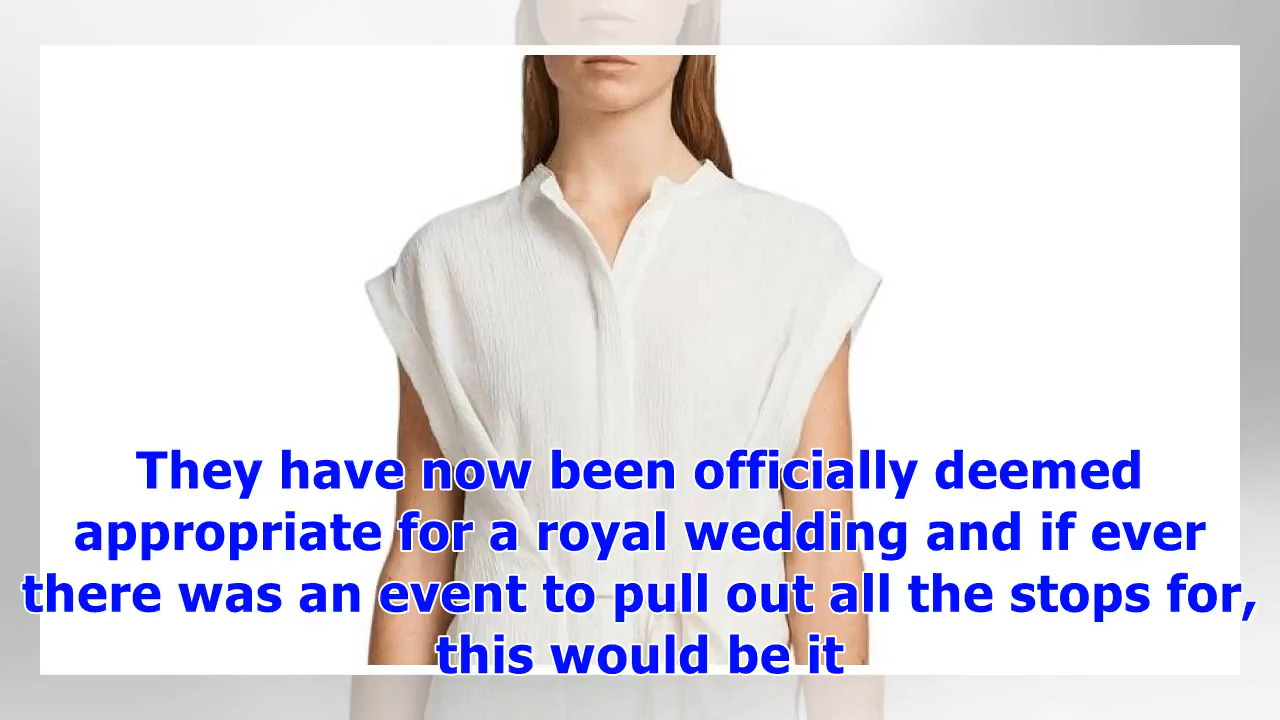 They have now been officially deemed
appropriate for a royal wedding and if ever
there was an event to pull out all the stops for,
this would be it